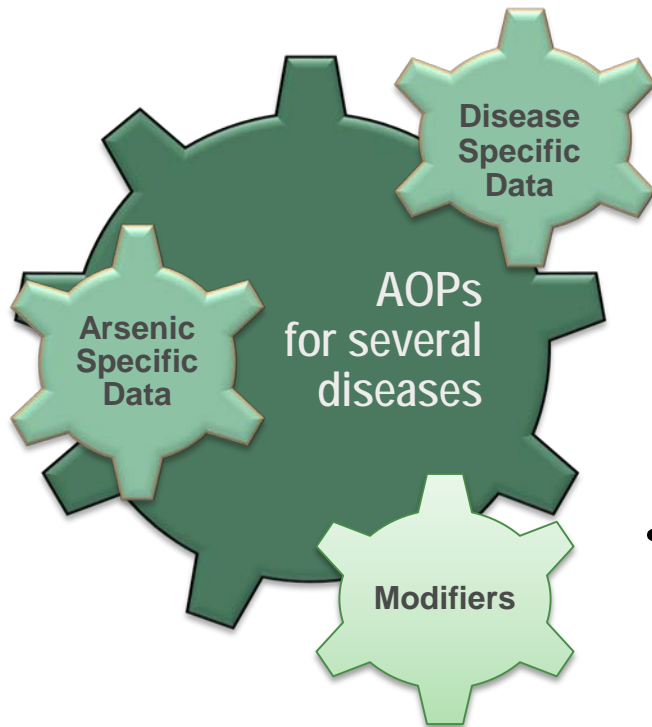 Disease
Specific
Data
AOPs
for several
diseases
Arsenic
Specific
Data
•
Modifiers